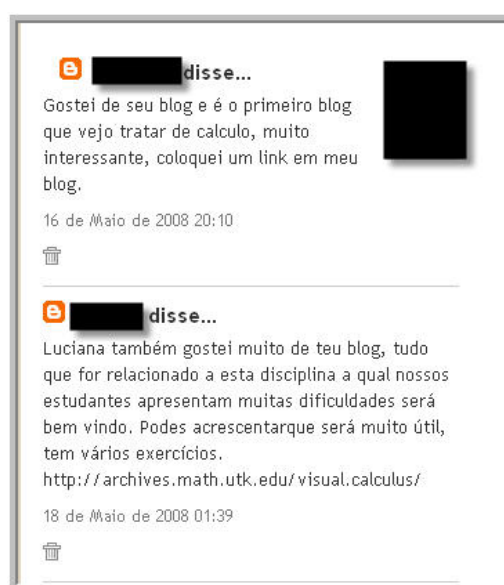 disse...
Gostei de seu blog e é o primeiro blog
que vejo tratar de calculo, muito
interessante, coloquei um link em meu
blog.
16 de Maio de 2008 20:10
disse...
Luciana também gostei muito de teu blog, tudo
que for relacionado a esta disciplina a qual nossos
estudantes apresentam muitas dificuldades será
bem vindo. Podes acrescentarque será muito útil,
tem vários exercícios.
http://archives.math.utk.edu/visual.calculus/
18 de Maio de 2008 01:39